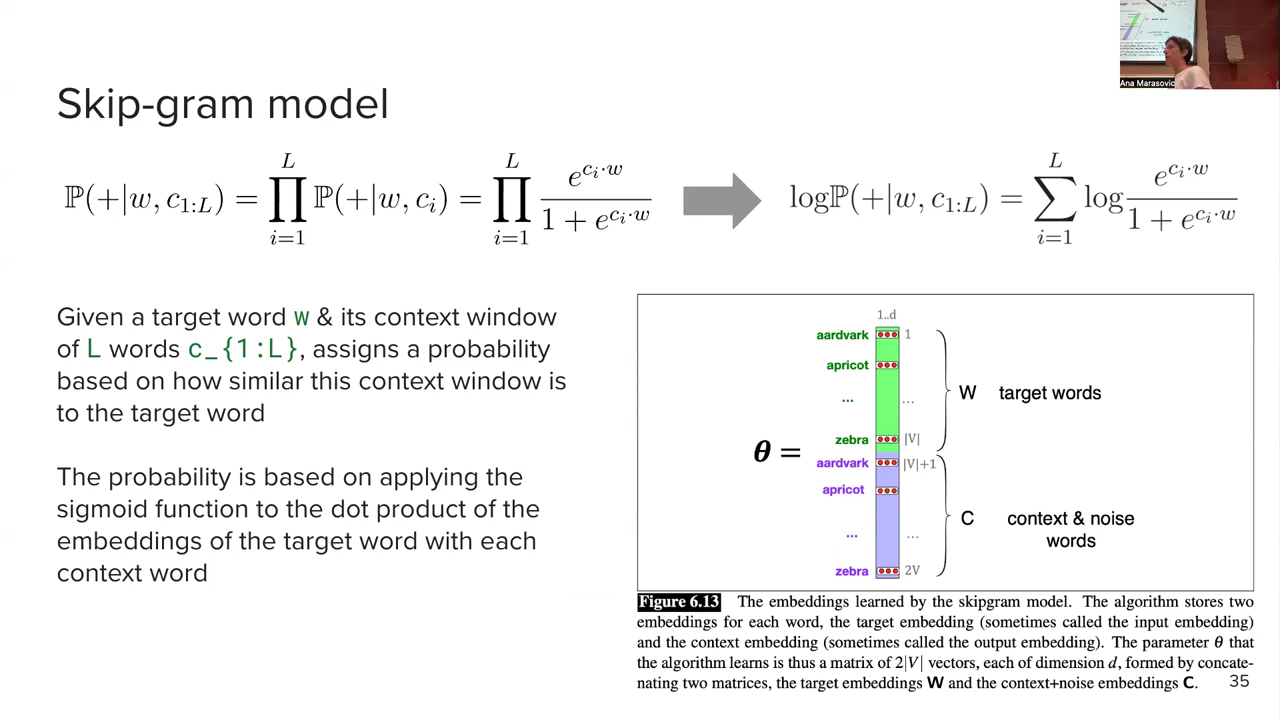 Ana Marasovic
Skip-gram model
ℙ(+|w, c_{1:L}) = ∏_{i=1}^{L} ℙ(+|w, c_i) = ∏_{i=1}^{L} e^{c_i·w} / (1 + e^{c_i·w})
logℙ(+|w, c_{1:L}) = ∑_{i=1}^{L} log e^{c_i·w} / (1 + e^{c_i·w})
Given a target word w & its context window
of L words c_{1:L}, assigns a probability
based on how similar this context window is
to the target word
The probability is based on applying the
sigmoid function to the dot product of the
embeddings of the target word with each
context word
1..d
aardvark 1
apricot
... ...
zebra |V|
W target words
θ =
aardvark |V|+1
apricot
... ...
zebra 2V
C context & noise
words
Figure 6.13 The embeddings learned by the skipgram model. The algorithm stores two
embeddings for each word, the target embedding (sometimes called the input embedding)
and the context embedding (sometimes called the output embedding). The parameter θ that
the algorithm learns is thus a matrix of 2|V| vectors, each of dimension d, formed by concate-
nating two matrices, the target embeddings W and the context+noise embeddings C.
35